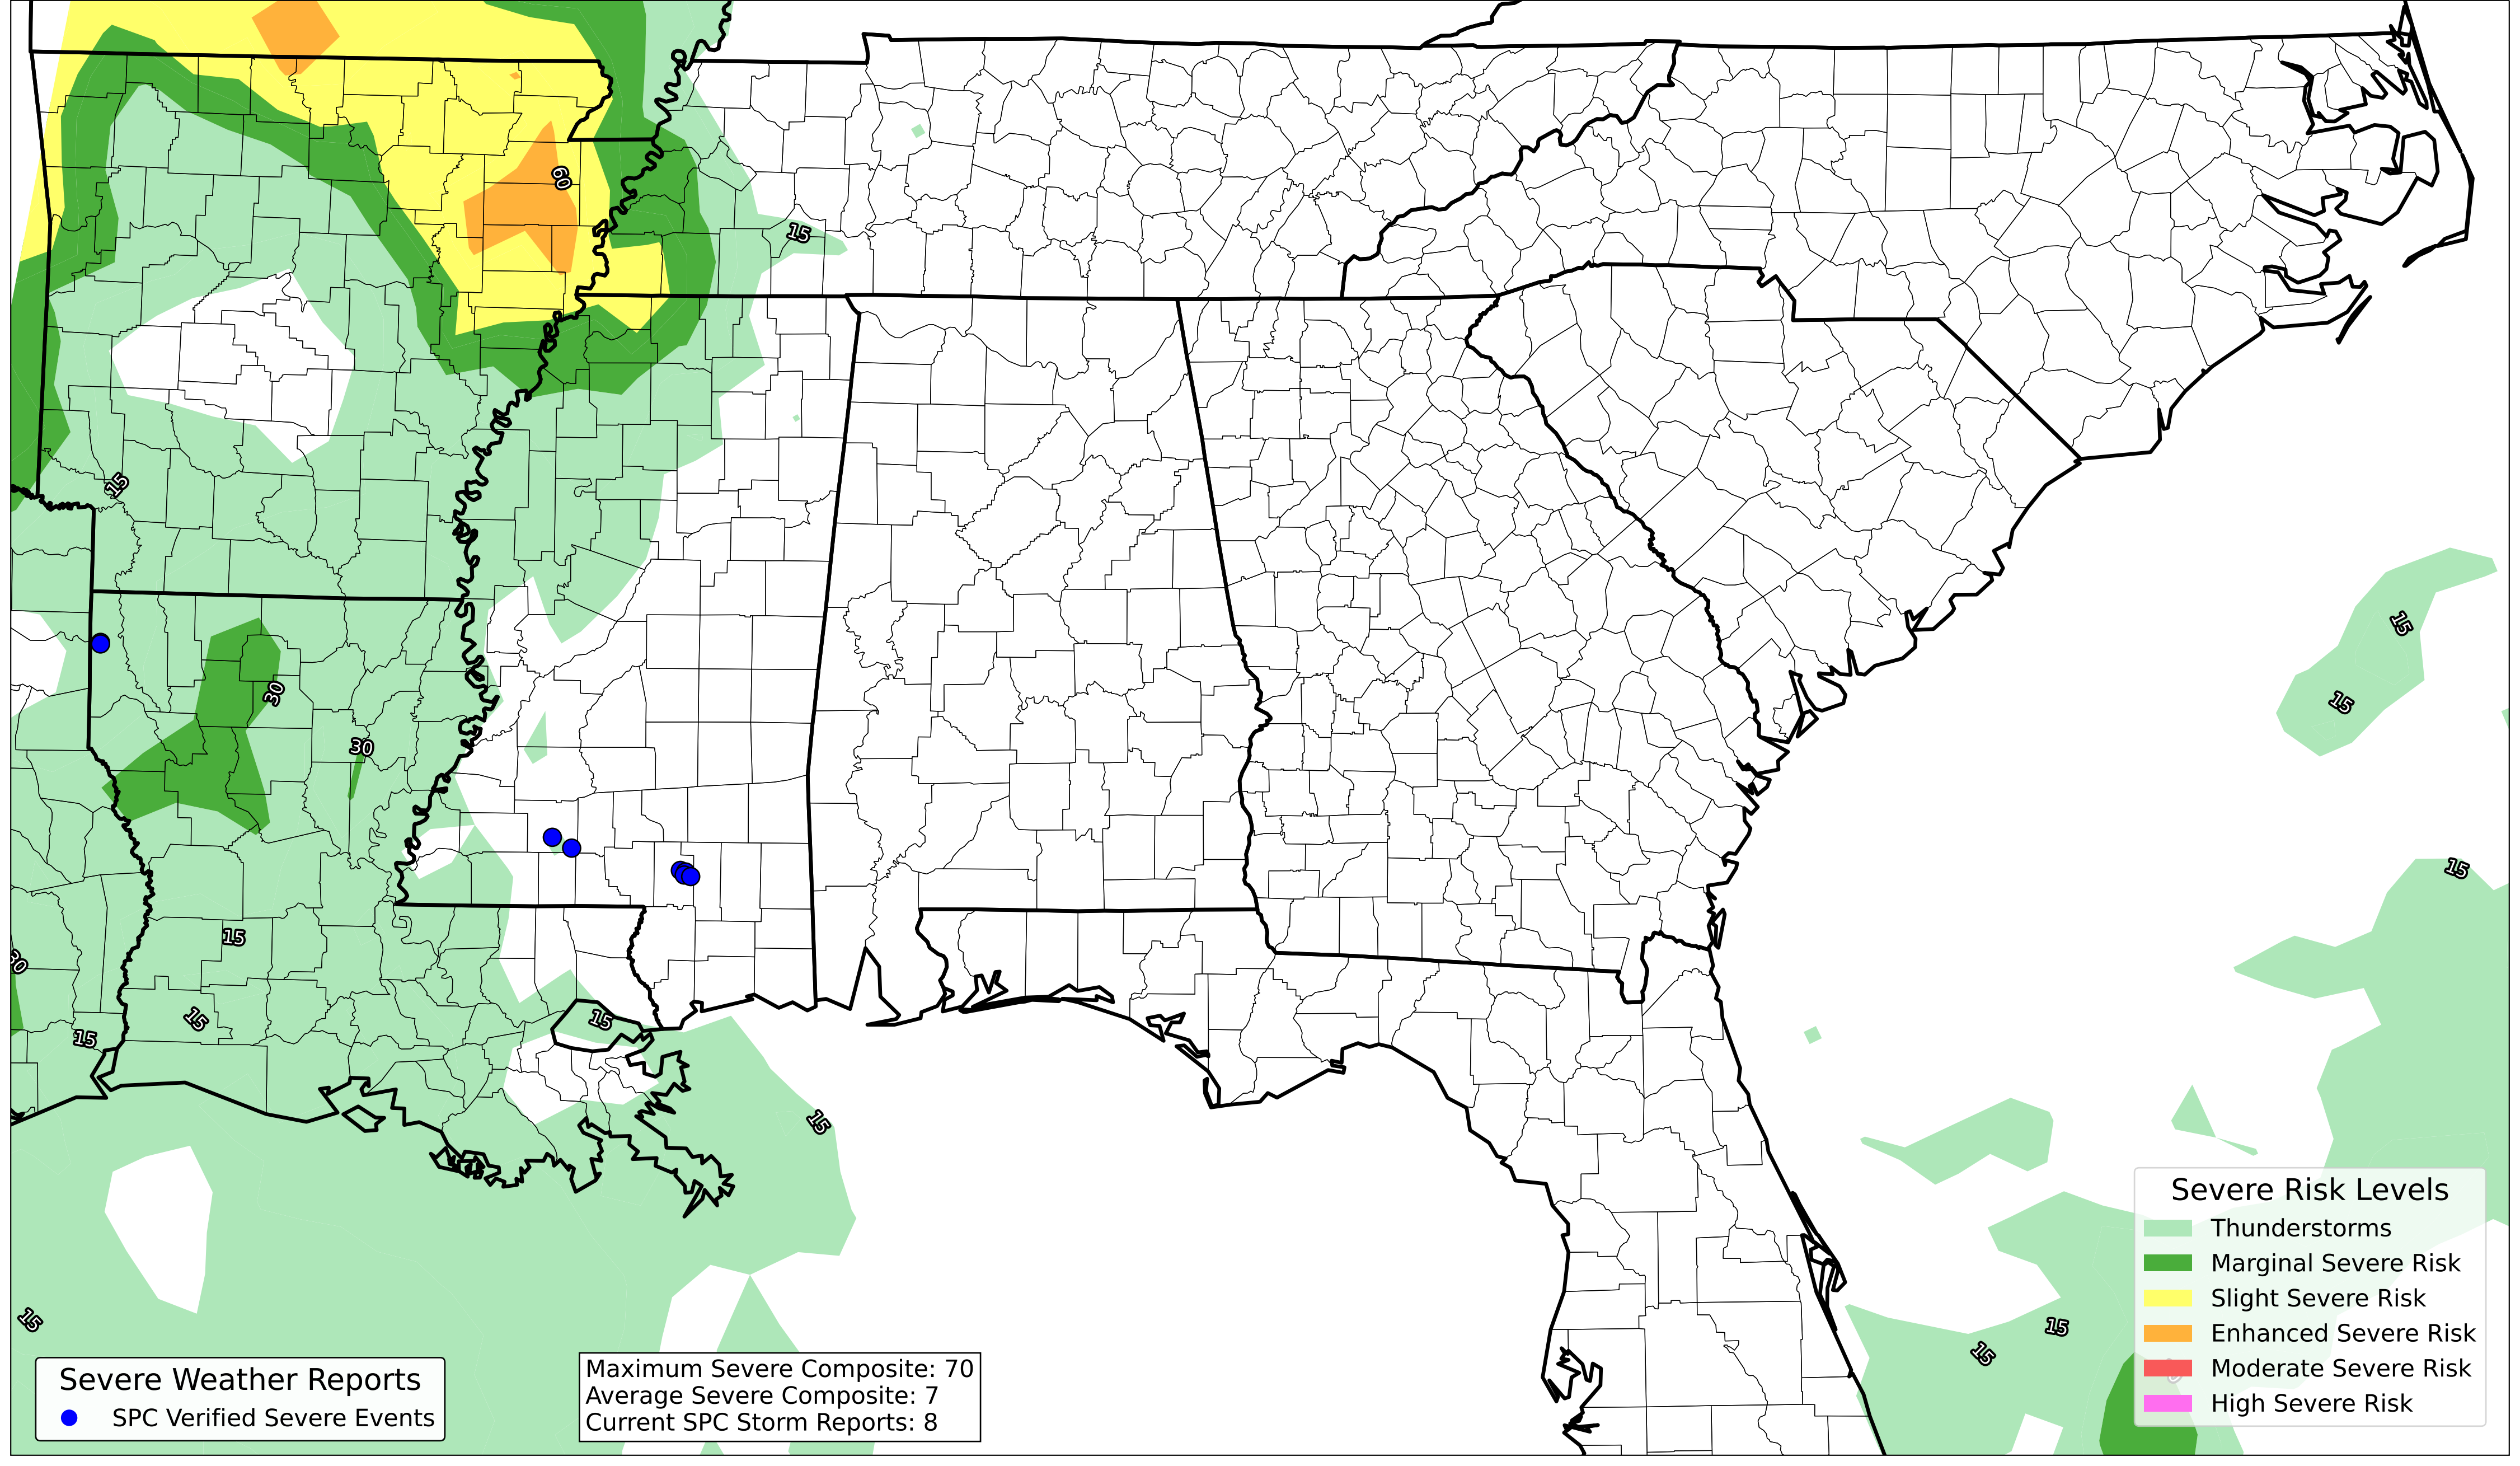 60
15
15
15
30
30
15
15
15
30
15
15
15
15
15
15
15
Severe Risk Levels
Thunderstorms
Marginal Severe Risk
Slight Severe Risk
Enhanced Severe Risk
Moderate Severe Risk
High Severe Risk
Severe Weather Reports
SPC Verified Severe Events
Maximum Severe Composite: 70
Average Severe Composite: 7
Current SPC Storm Reports: 8